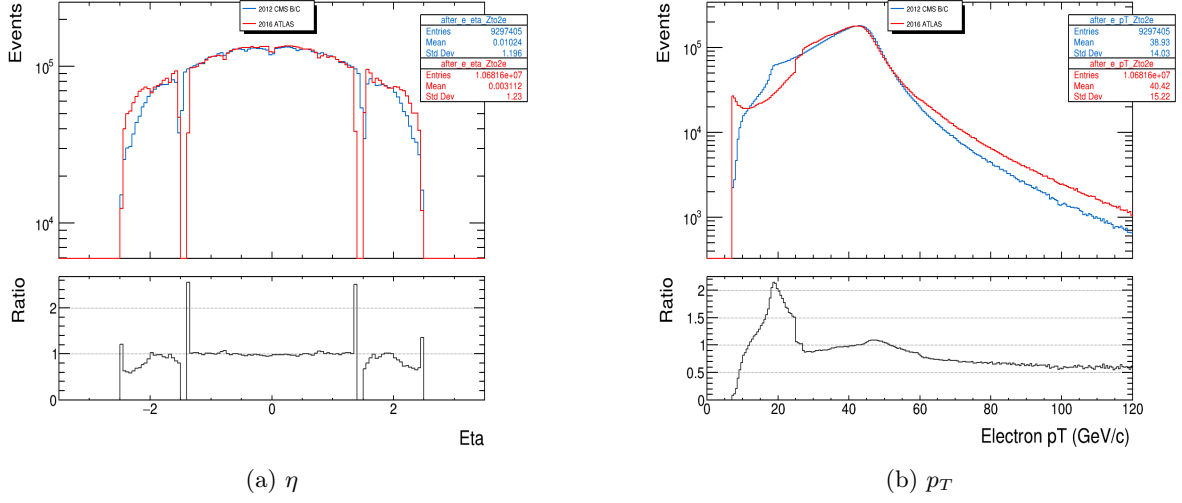 Events
10^5
10^4
2012 CMS B/C
2016 ATLAS
after_e_eta_Zto2e
Entries 9297405
Mean 0.01024
Std Dev 1.196
after_e_eta_Zto2e
Entries 1.06816e+07
Mean 0.003112
Std Dev 1.23
Ratio
2
1
0
−2 0 2
Eta
(a) η
Events
10^5
10^4
10^3
2012 CMS B/C
2016 ATLAS
after_e_pT_Zto2e
Entries 9297405
Mean 38.93
Std Dev 14.03
after_e_pT_Zto2e
Entries 1.06816e+07
Mean 40.42
Std Dev 15.22
Ratio
2
1.5
1
0.5
0
0 20 40 60 80 100 120
Electron pT (GeV/c)
(b) p_T